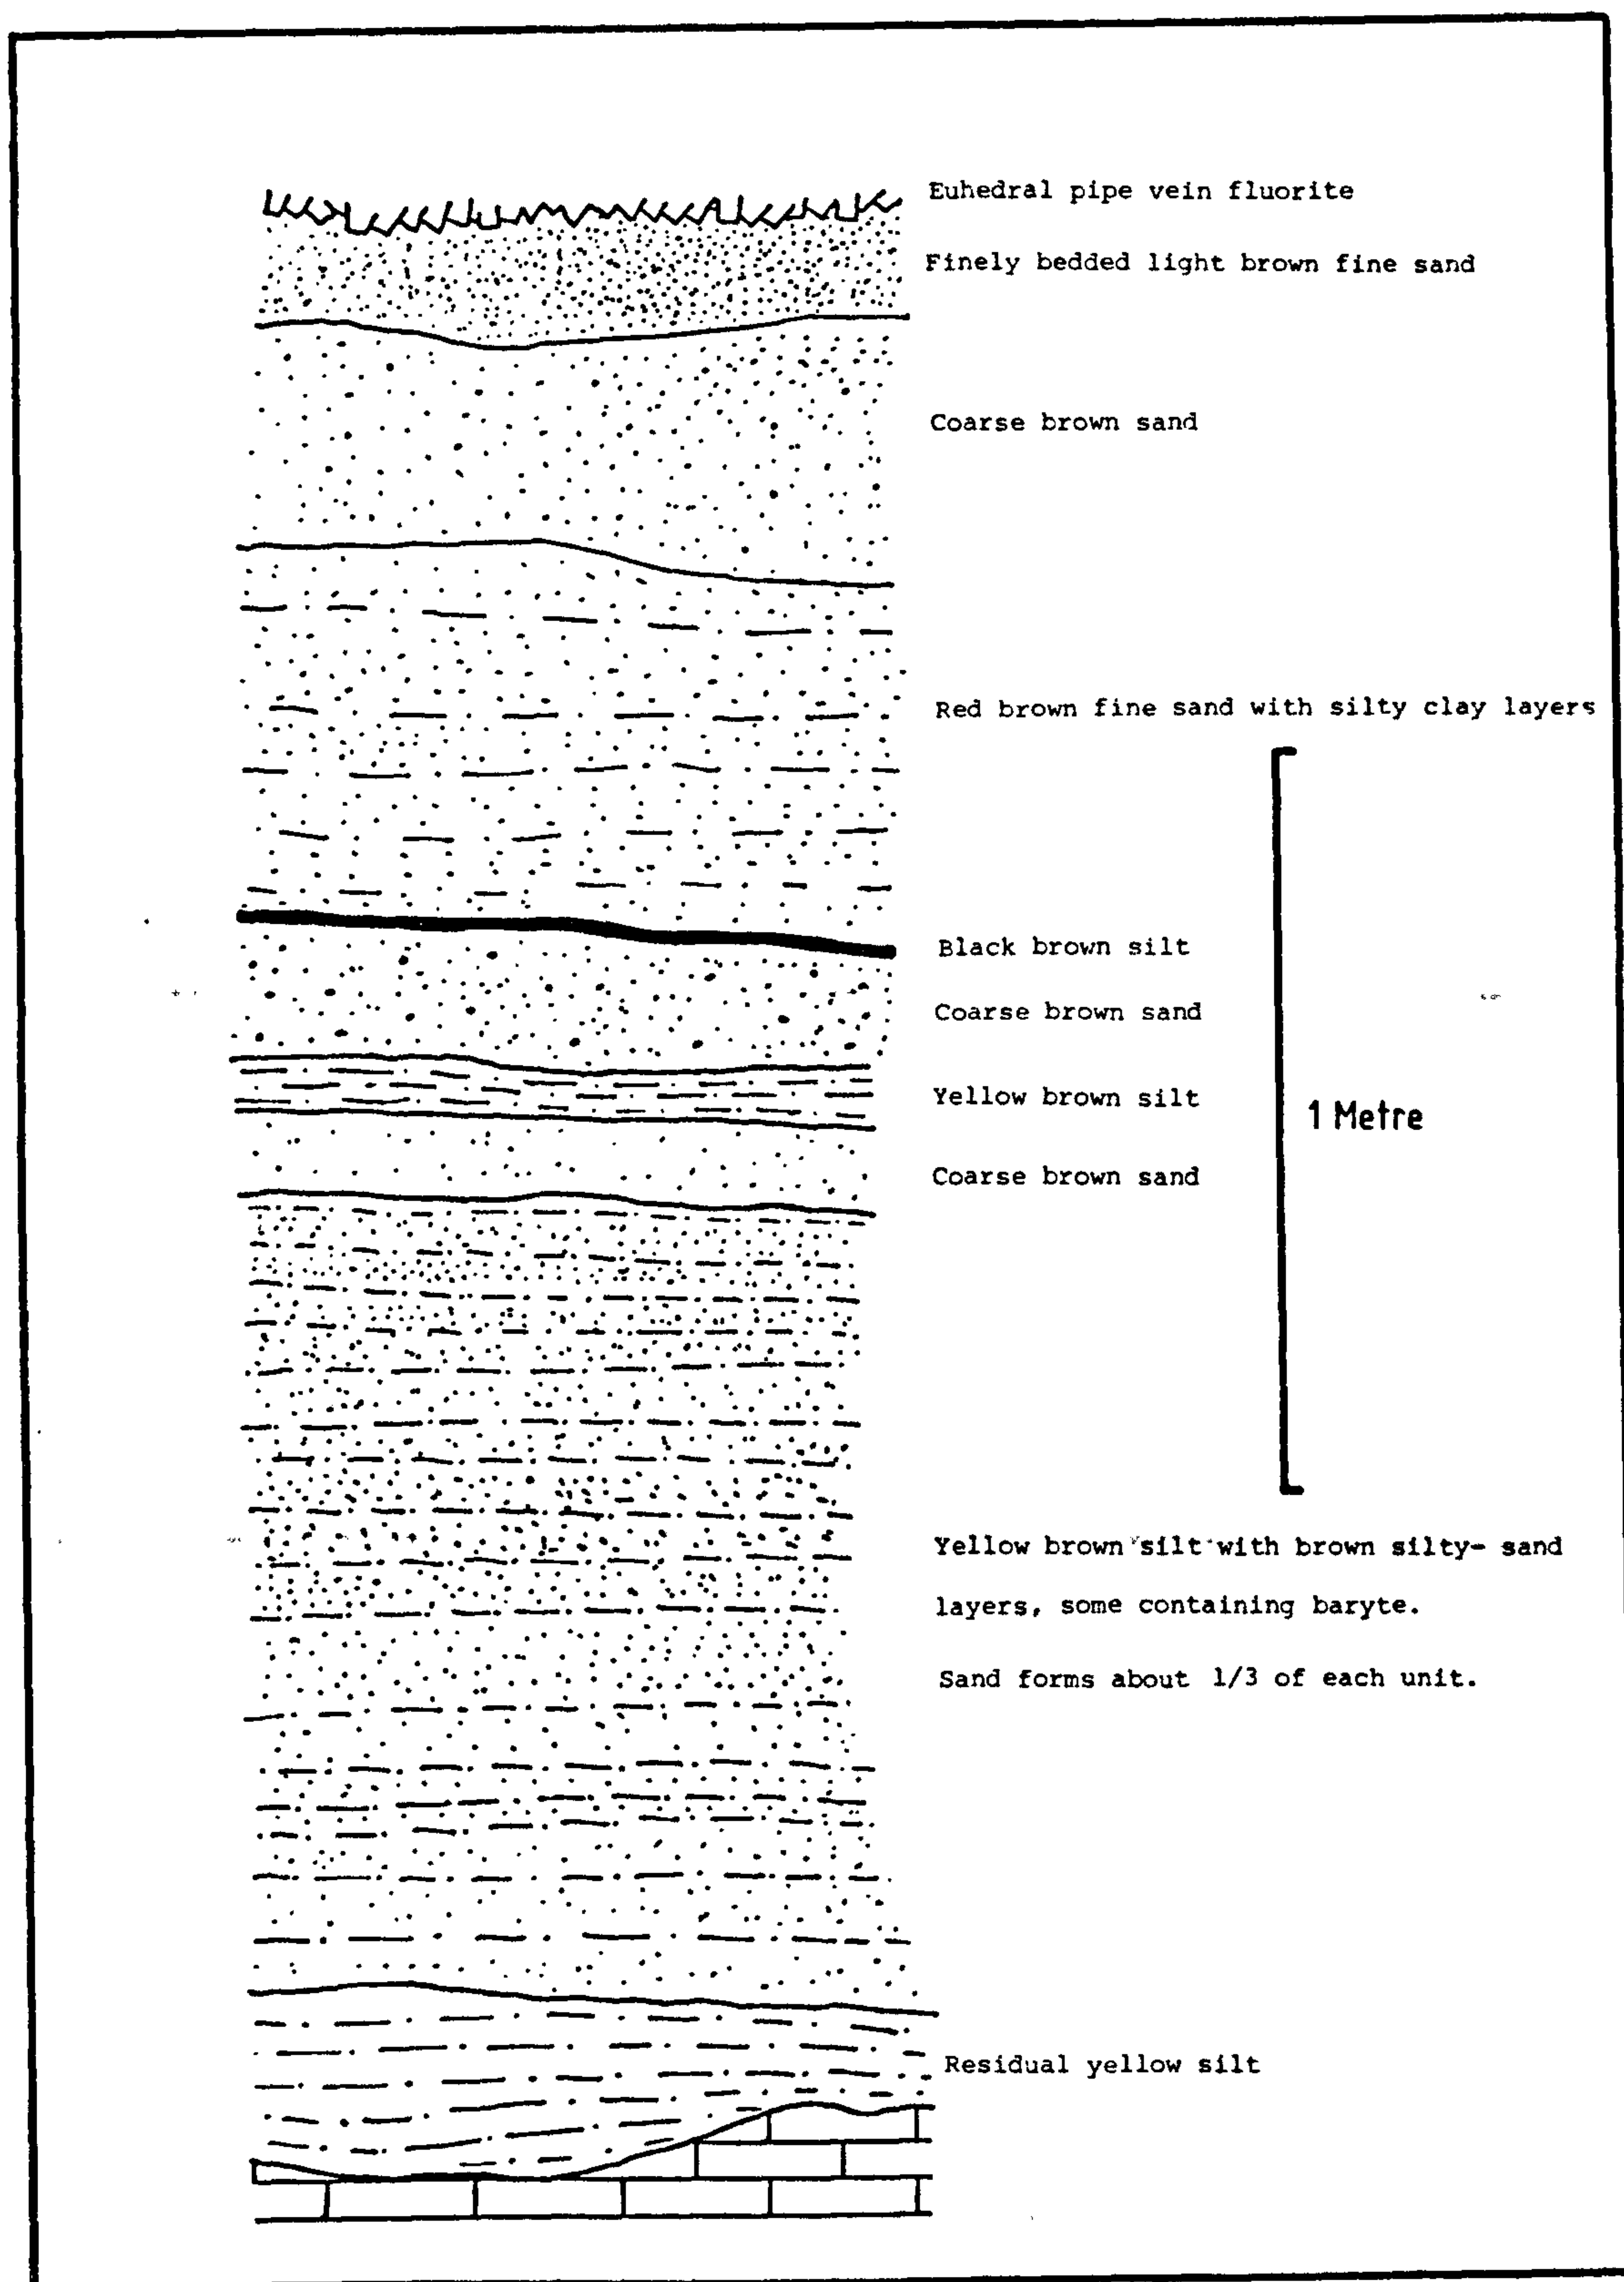 Euhedral pipe vein fluorite
Finely bedded light brown fine sand
Coarse brown sand
Red brown fine sand with silty clay layers
Black brown silt
Coarse brown sand
Yellow brown silt
1 Metre
Coarse brown sand
Yellow brown silt with brown silty- sand
layers, some containing baryte.
Sand forms about 1/3 of each unit.
Residual yellow silt